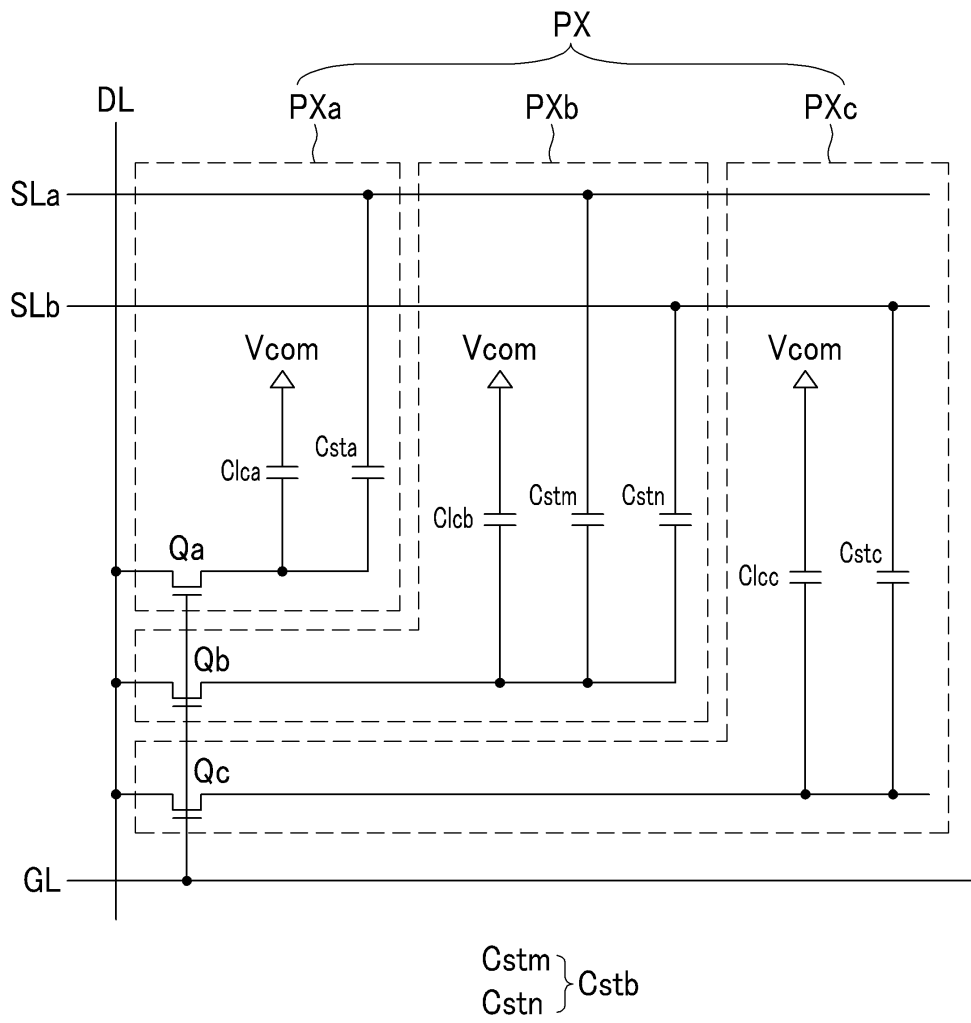 PX
DL
PXa
PXb
PXc
SLa
SLb
Vcom
Vcom
Vcom
Clca
Csta
Clcb
Cstm
Cstn
Clcc
Cstc
Qa
Qb
Qc
GL
Cstm
Cstn
Cstb